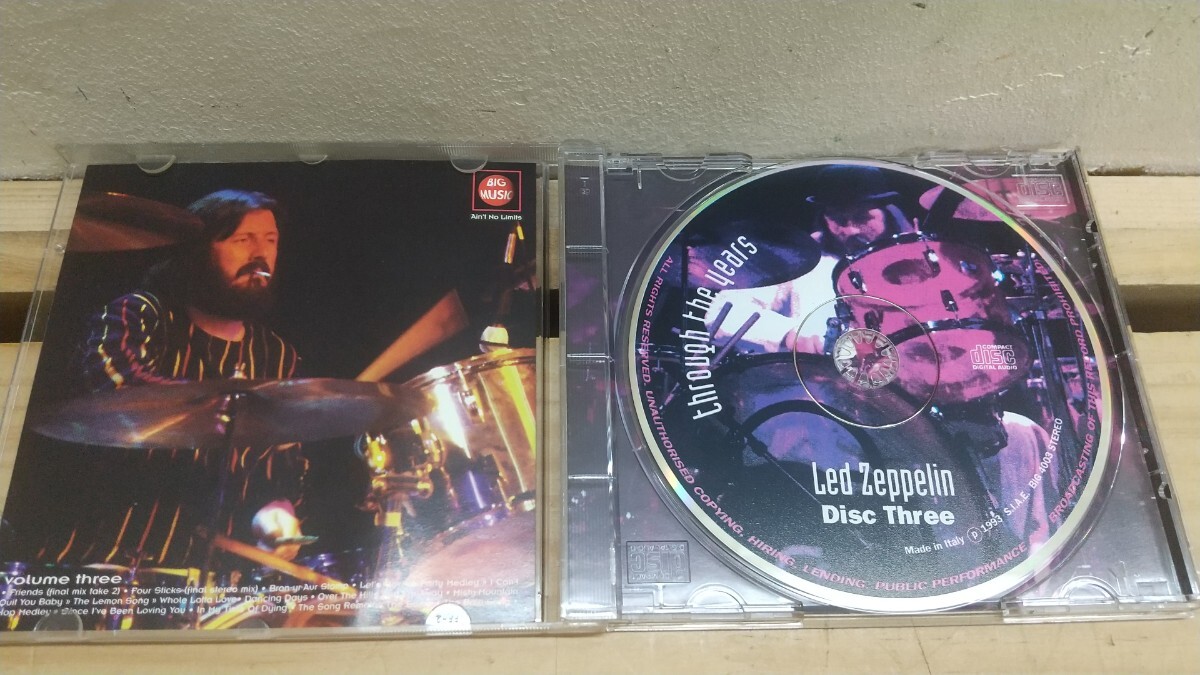 BIG
MUSIC
Ain't No Limits
volume three
• Friends (final mix take 2) • Four Sticks (final stereo mix) • Bron-yr-Aur Stomp • Let's Medley » I Can't
Quit You Baby » The Lemon Song » Whole Lotta Love • Dancing Days • Over The Hills
Hop Medley » Since I've Been Loving You • In My Time Of Dying • The Song
through the years
Led Zeppelin
Disc Three
COMPACT
disc
DIGITAL AUDIO
Made in Italy ℗ 1993 S.I.A.E. BIG 4003 STEREO
ALL RIGHTS RESERVED. UNAUTHORISED COPYING, HIRING, LENDING, PUBLIC PERFORMANCE BROADCASTING OF THIS RECORD PROHIBITED